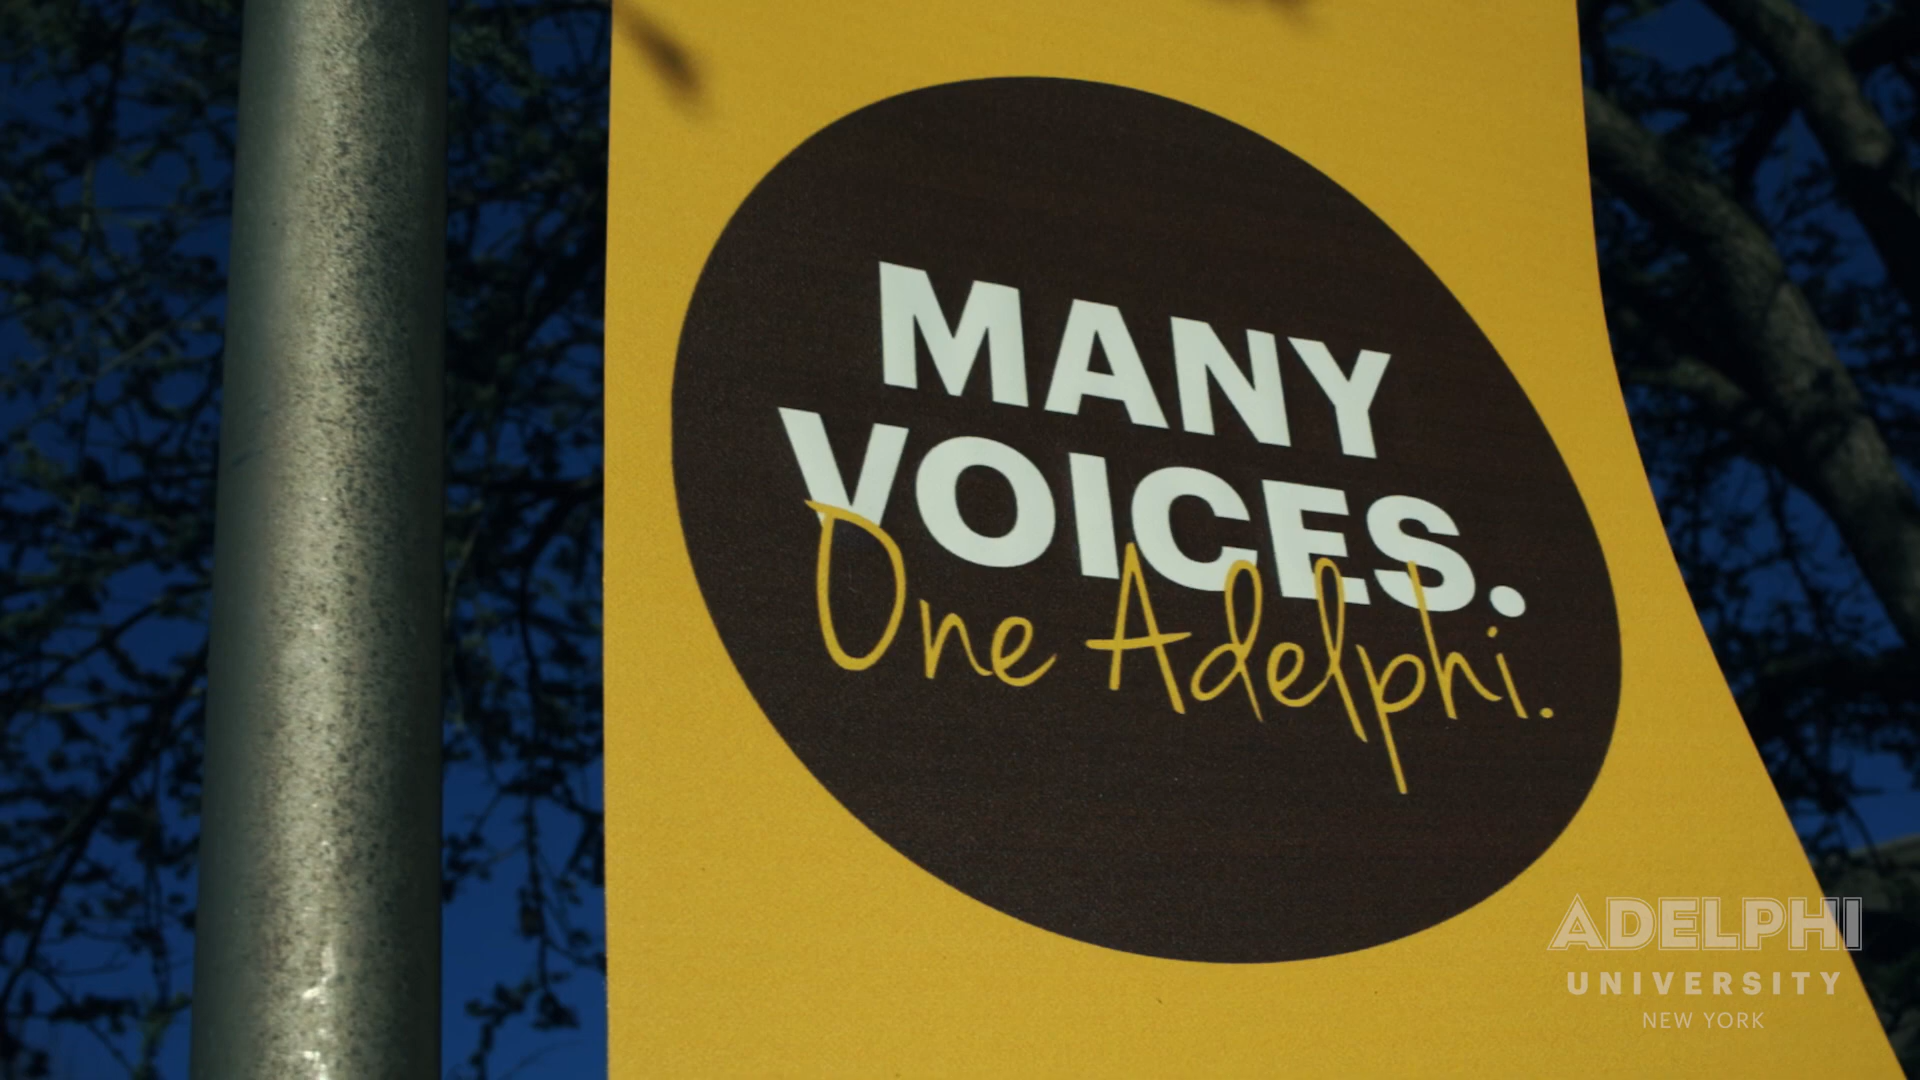 MANY
VOICES.
One Adelphi.
ADELPHI
UNIVERSITY
NEW YORK